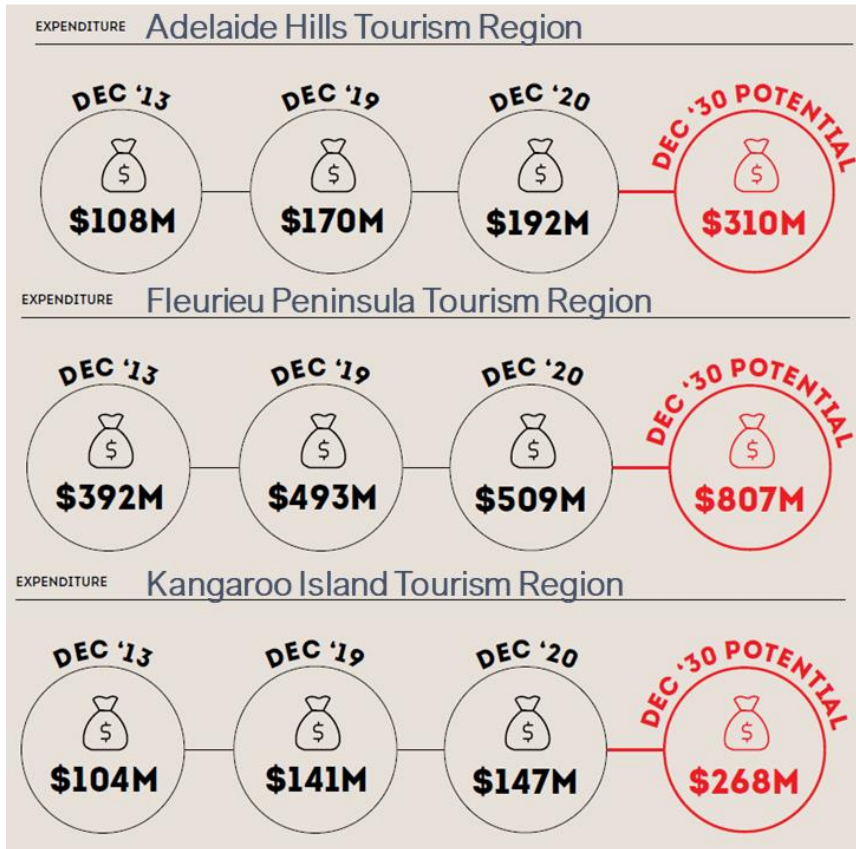 EXPENDITURE Adelaide Hills Tourism Region
DEC ‘13 DEC ‘19 DEC ‘20 DEC ‘30 POTENTIAL
$ $ $ $
$108M $170M $192M $310M
EXPENDITURE Fleurieu Peninsula Tourism Region
DEC ‘13 DEC ‘19 DEC ‘20 DEC ‘30 POTENTIAL
$ $ $ $
$392M $493M $509M $807M
EXPENDITURE Kangaroo Island Tourism Region
DEC ‘13 DEC ‘19 DEC ‘20 DEC ‘30 POTENTIAL
$ $ $ $
$104M $141M $147M $268M